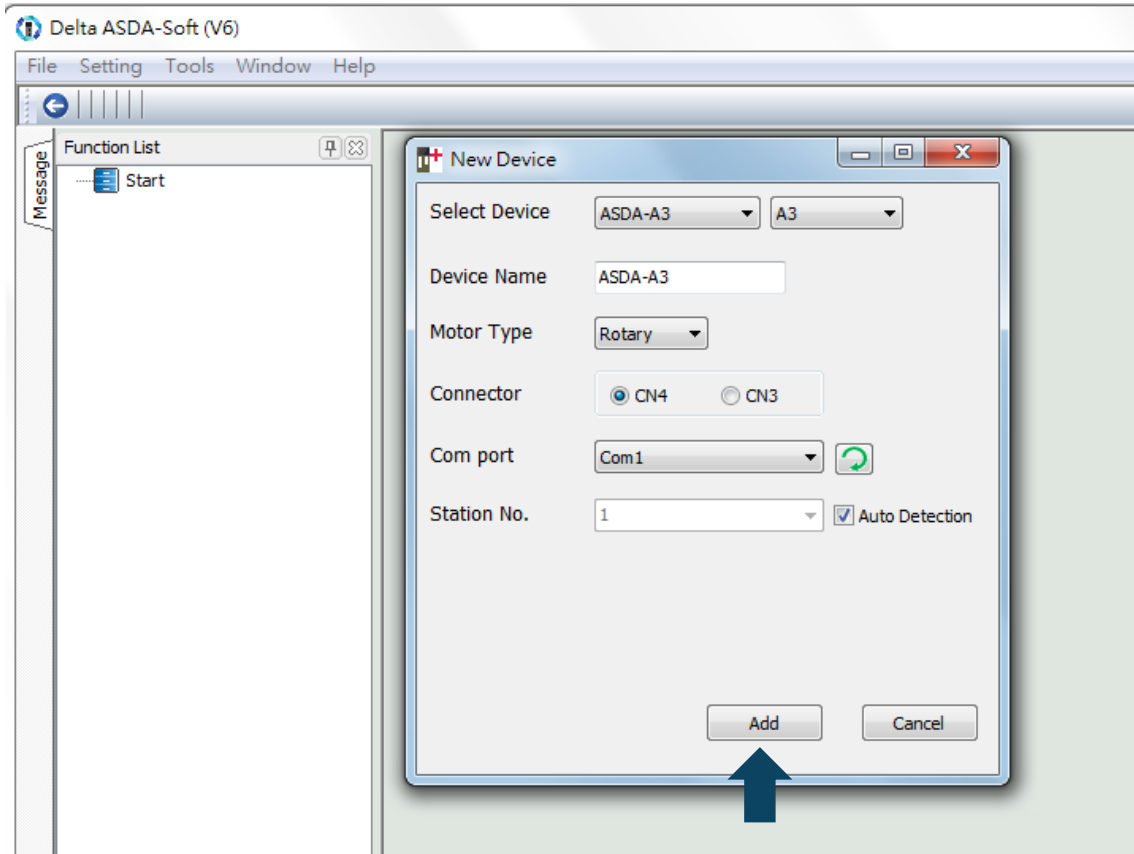 Delta ASDA-Soft (V6)
File Setting Tools Window Help
Message
Function List
Start
New Device
Select Device ASDA-A3 A3
Device Name ASDA-A3
Motor Type Rotary
Connector CN4 CN3
Com port Com1
Station No. 1 Auto Detection
Add Cancel